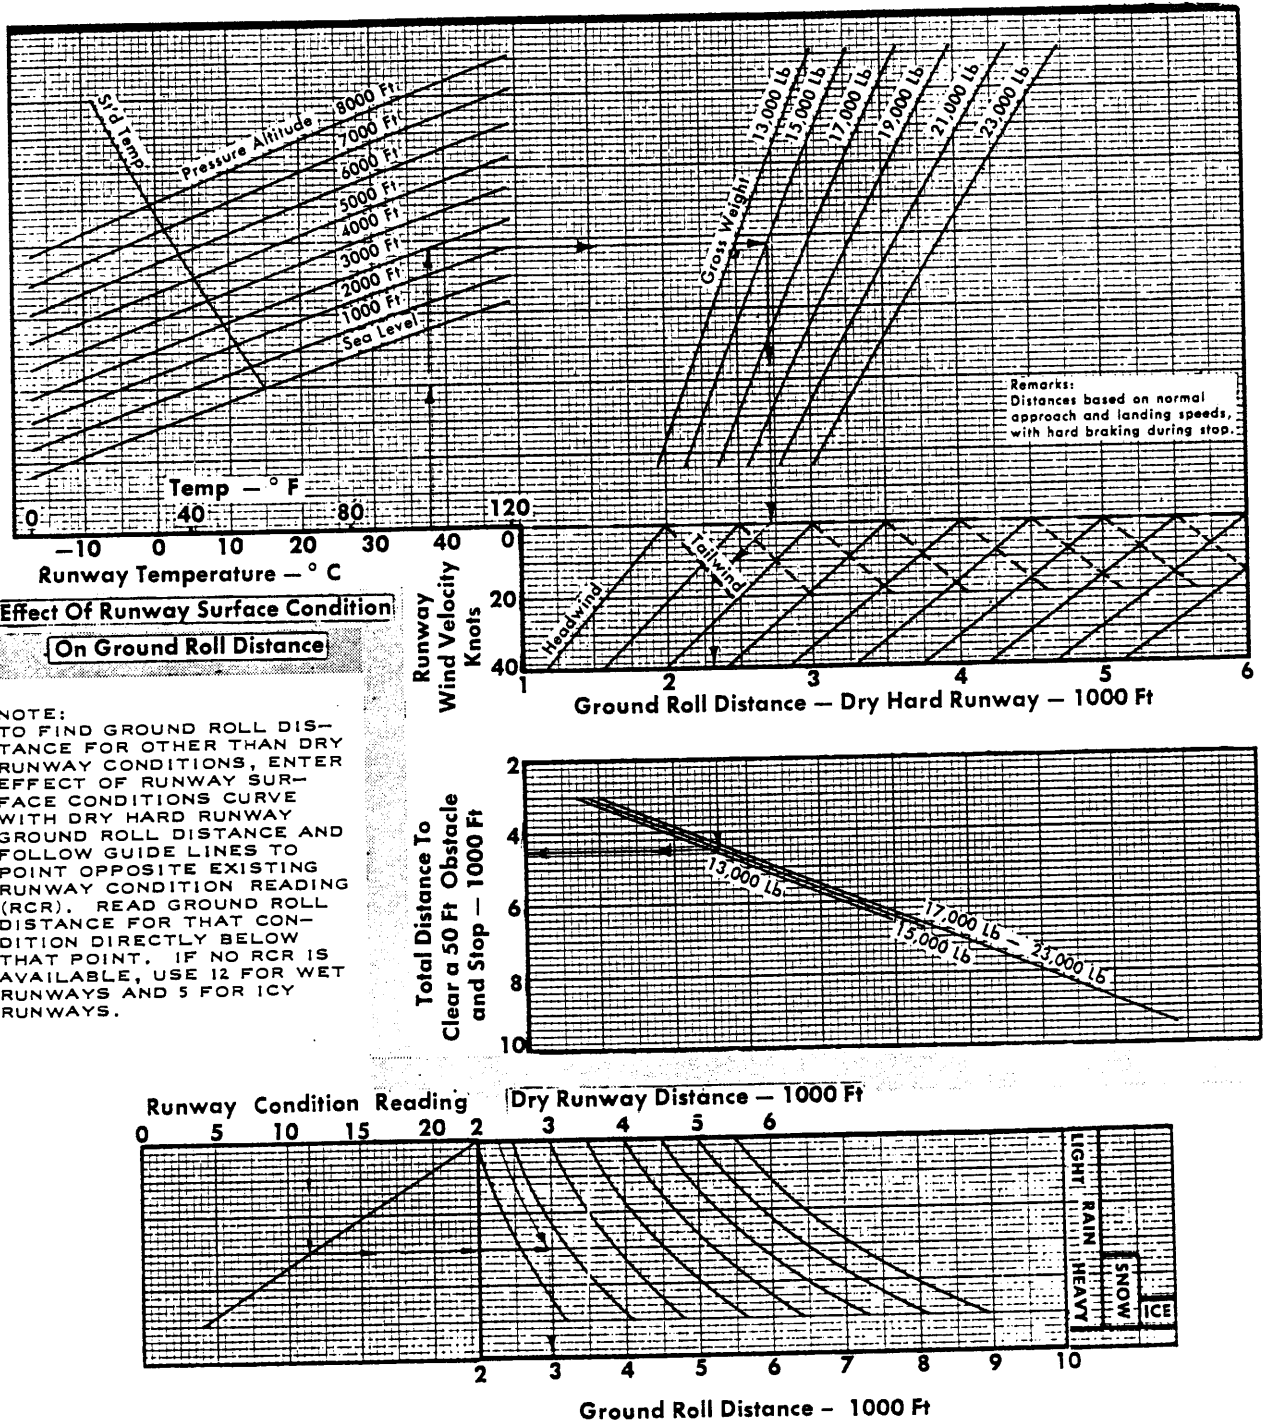 Std Temp
Pressure Altitude
8000 Ft
7000 Ft
6000 Ft
5000 Ft
4000 Ft
3000 Ft
2000 Ft
1000 Ft
Sea Level
Gross Weight
13,000 Lb
15,000 Lb
17,000 Lb
19,000 Lb
21,000 Lb
23,000 Lb
Remarks:
Distances based on normal
approach and landing speeds,
with hard braking during stop.
Temp — ° F
0 40 80 120
-10 0 10 20 30 40
Runway Temperature — ° C
Headwind
Tailwind
0
20
40
Runway
Wind Velocity
Knots
1 2 3 4 5 6
Ground Roll Distance — Dry Hard Runway — 1000 Ft
Effect Of Runway Surface Condition
On Ground Roll Distance
NOTE:
TO FIND GROUND ROLL DIS-
TANCE FOR OTHER THAN DRY
RUNWAY CONDITIONS, ENTER
EFFECT OF RUNWAY SUR-
FACE CONDITIONS CURVE
WITH DRY HARD RUNWAY
GROUND ROLL DISTANCE AND
FOLLOW GUIDE LINES TO
POINT OPPOSITE EXISTING
RUNWAY CONDITION READING
(RCR). READ GROUND ROLL
DISTANCE FOR THAT CON-
DITION DIRECTLY BELOW
THAT POINT. IF NO RCR IS
AVAILABLE, USE 12 FOR WET
RUNWAYS AND 5 FOR ICY
RUNWAYS.
Total Distance To
Clear a 50 Ft Obstacle
and Stop — 1000 Ft
2
4
6
8
10
13,000 Lb
17,000 Lb — 23,000 Lb
15,000 Lb
Runway Condition Reading
0 5 10 15 20
Dry Runway Distance — 1000 Ft
2 3 4 5 6
LIGHT RAIN HEAVY
SNOW
ICE
2 3 4 5 6 7 8 9 10
Ground Roll Distance - 1000 Ft